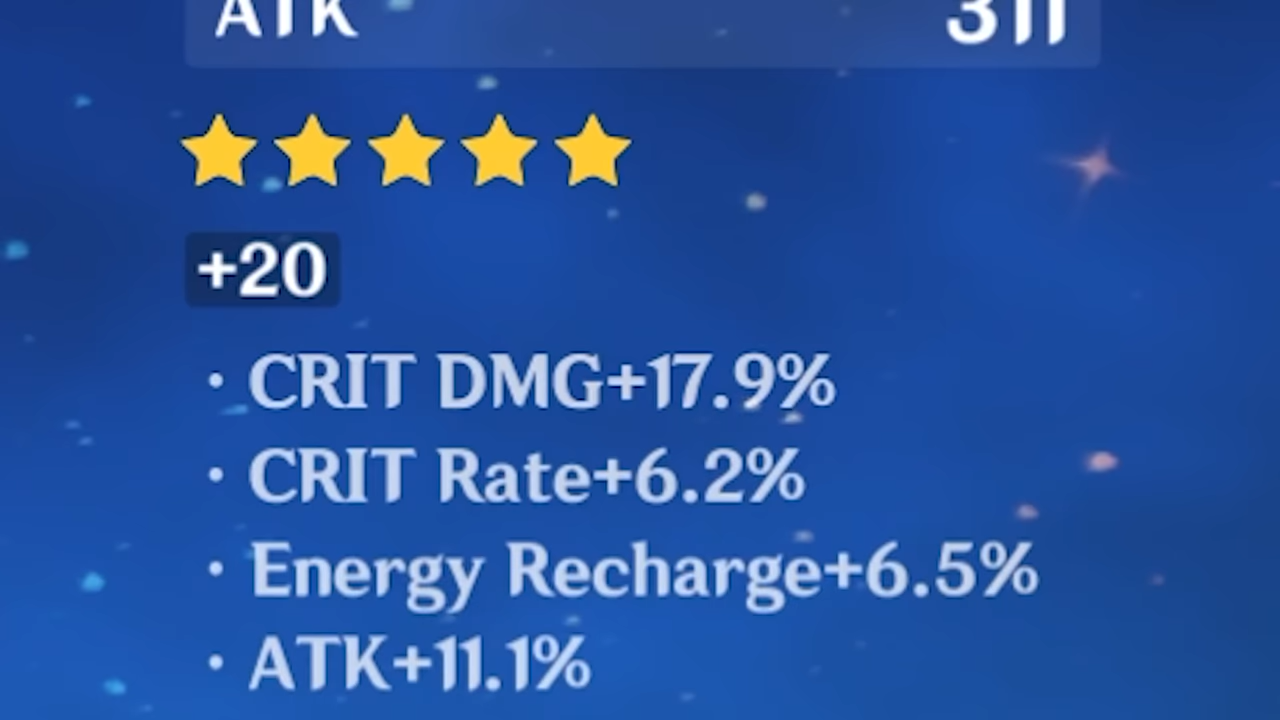 ATK 311
+20
· CRIT DMG+17.9%
· CRIT Rate+6.2%
· Energy Recharge+6.5%
· ATK+11.1%